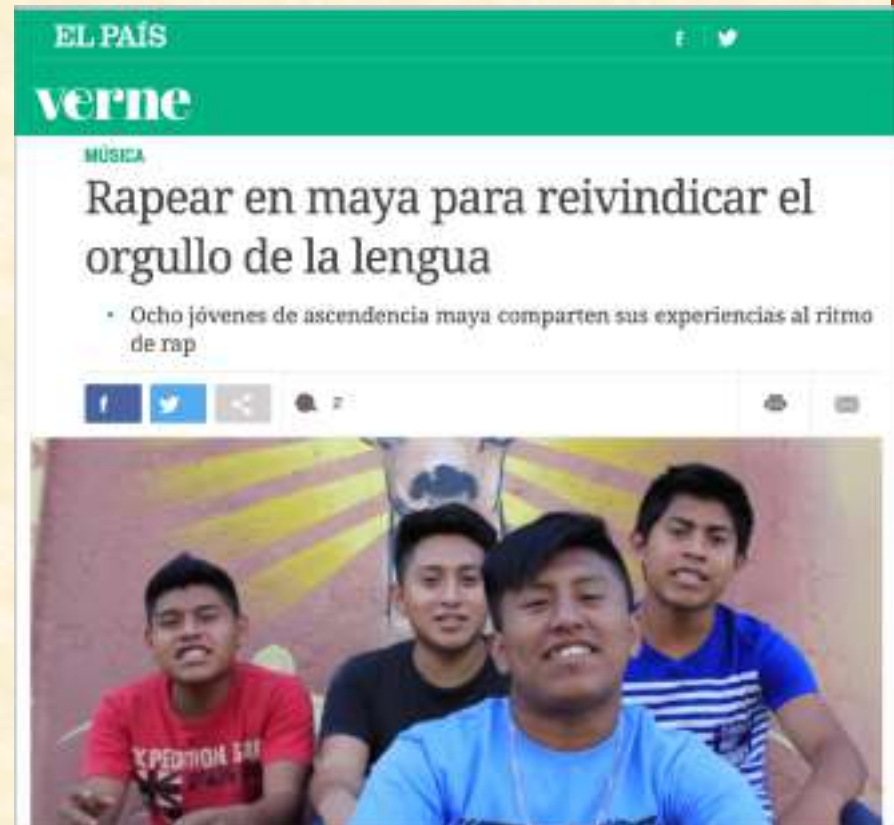 EL PAÍS
verne
MÚSICA
Rapear en maya para reivindicar el
orgullo de la lengua
Ocho jóvenes de ascendencia maya comparten sus experiencias al ritmo
de rap
2